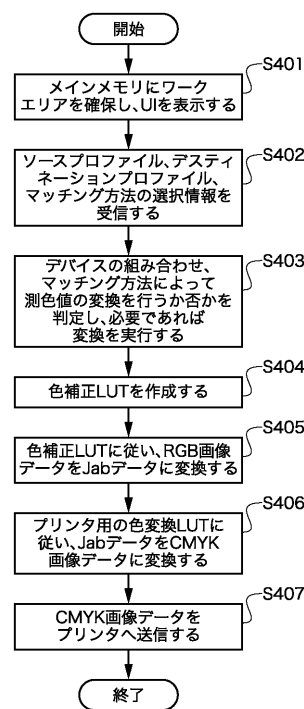 開始
S401
メインメモリにワーク
エリアを確保し、UIを表示する
S402
ソースプロファイル、デスティ
ネーションプロファイル、
マッチング方法の選択情報を
受信する
S403
デバイスの組み合わせ、
マッチング方法によって
測色値の変換を行うか否かを
判定し、必要であれば
変換を実行する
S404
色補正LUTを作成する
S405
色補正LUTに従い、RGB画像
データをJabデータに変換する
S406
プリンタ用の色変換LUTに
従い、JabデータをCMYK
画像データに変換する
S407
CMYK画像データを
プリンタへ送信する
終了